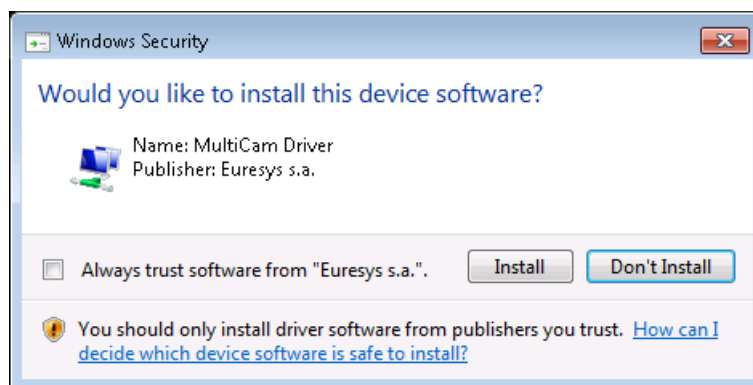 Windows Security
Would you like to install this device software?
Name: MultiCam Driver
Publisher: Euresys s.a.
Always trust software from "Euresys s.a.".
Install
Don't Install
You should only install driver software from publishers you trust. How can I
decide which device software is safe to install?